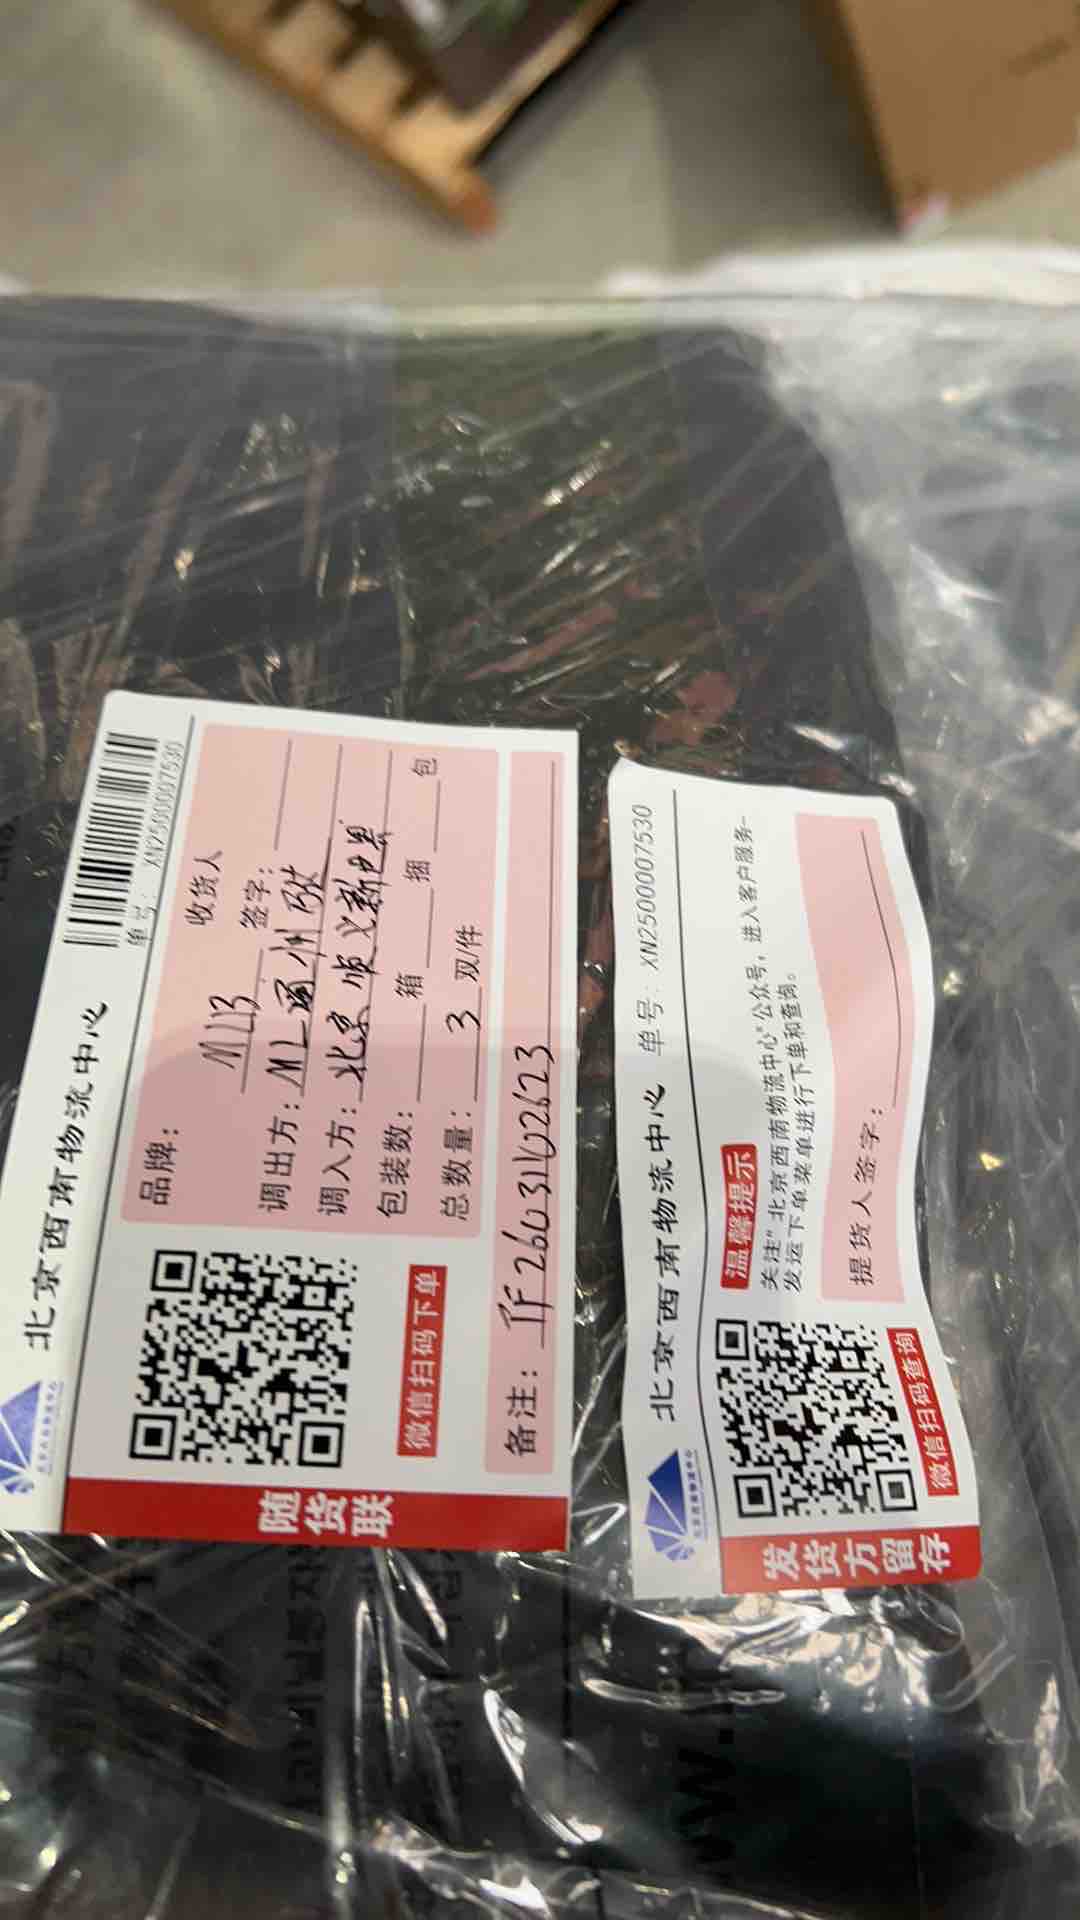 北京西南物流中心
单号：XN2500007530
品牌：MLB
收货人
签字：
调出方：ML通州
调入方：北京顺义新世界
包装数： 箱 捆 包
总数量：3 双/件
微信扫码下单
随货联
北京西南物流中心 单号：XN2500007530
温馨提示
关注"北京西南物流中心"公众号，进入客户服务-
发运下单菜单进行下单和查询。
提货人签字：
微信扫码查询
发货方留存